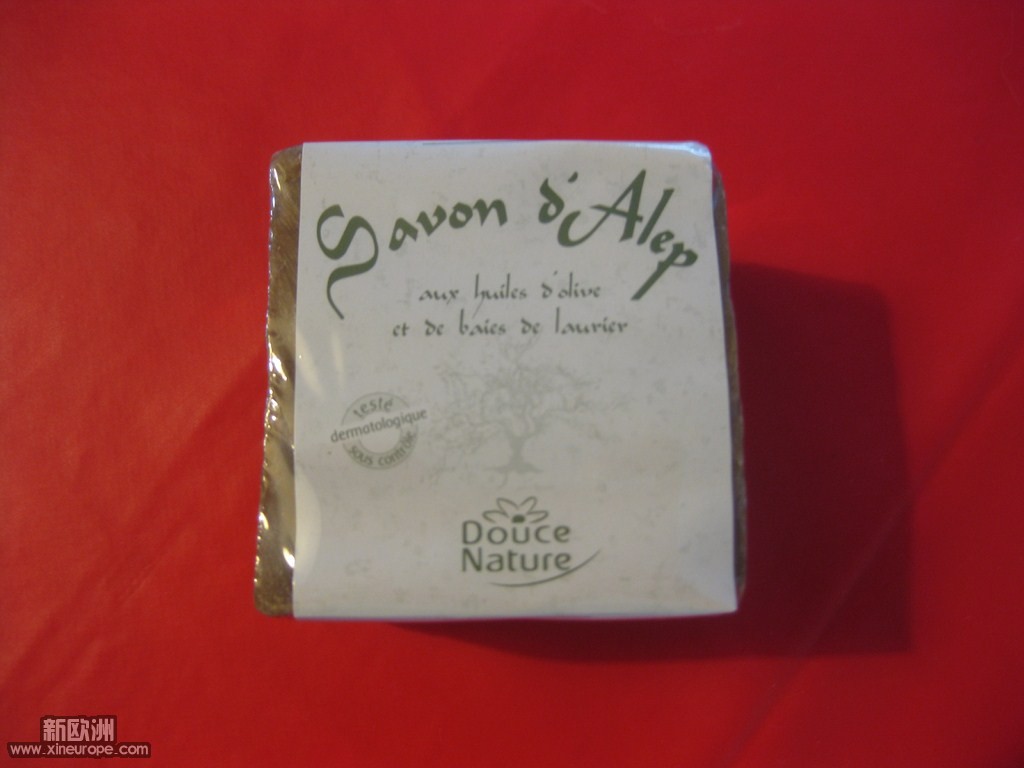 Savon d'Alep
aux huiles d'olive
et de baies de laurier
testé
dermatologique
sous contrôle
Douce
Nature
新欧洲
www.xineurope.com